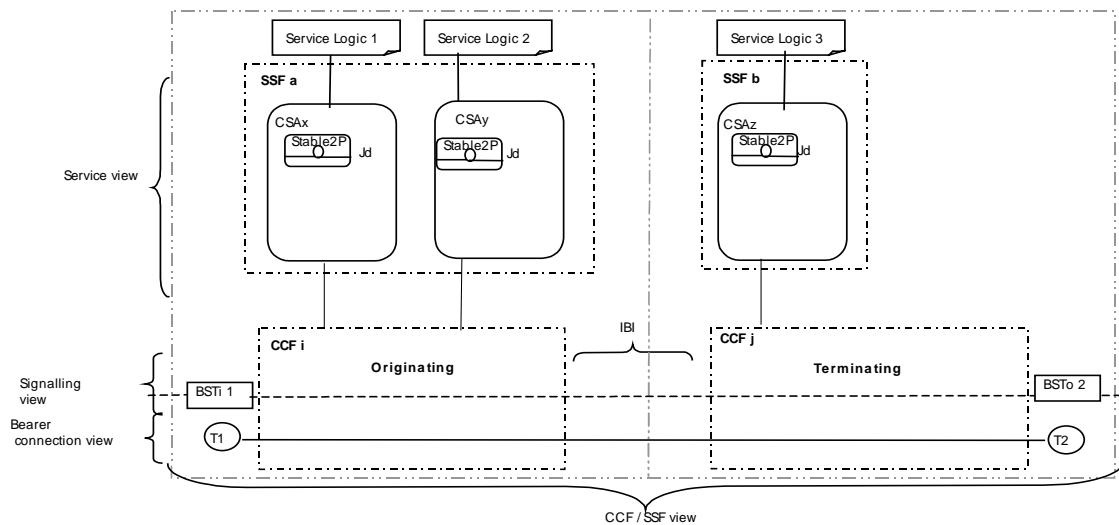 Service Logic 1
Service Logic 2
Service Logic 3
SSF a
SSF b
CSAx
CSAy
CSAz
Stable2P
Jd
Stable2P
Jd
Stable2P
Jd
Service view
CCF i
IBI
CCF j
Originating
Terminating
Signalling
view
BSTi 1
BSTo 2
Bearer
connection view
T1
T2
CCF / SSF view